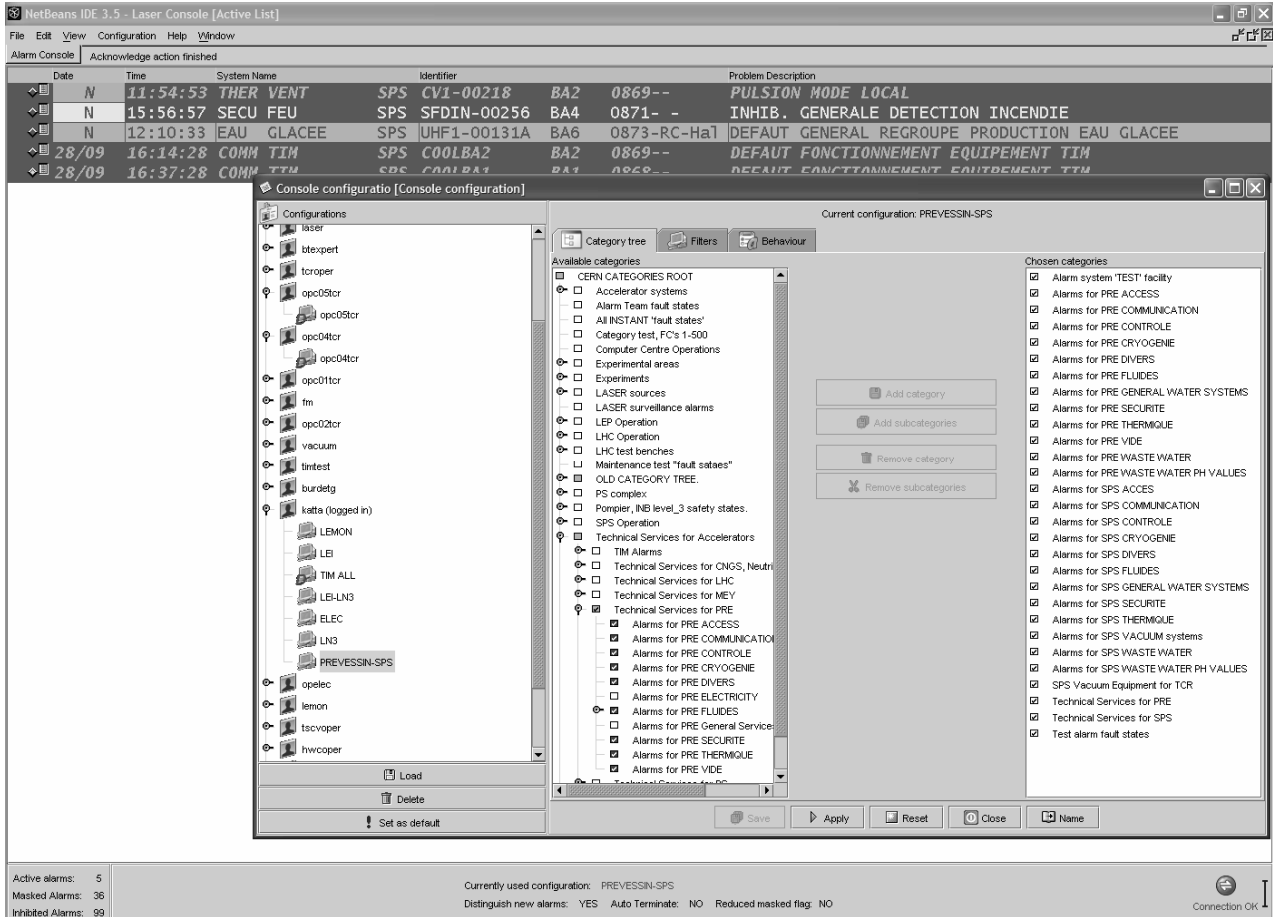 NetBeans IDE 3.5 - Laser Console [Active List]
File Edit View Configuration Help Window
Alarm Console Acknowledge action finished
Date Time System Name Identifier Problem Description
N 11:54:53 THER VENT SPS CV1-00218 BA2 0869-- PULSION MODE LOCAL
N 15:56:57 SECU FEU SPS SFDIN-00256 BA4 0871- - INHIB. GENERALE DETECTION INCENDIE
N 12:10:33 EAU GLACEE SPS UHF1-00131A BA6 0873-RC-Hal DEFAUT GENERAL REGROUPE PRODUCTION EAU GLACEE
28/09 16:14:28 COMM TIM SPS COOLBA2 BA2 0869-- DEFAUT FONCTIONNEMENT EQUIPEMENT TIM
28/09 16:37:28 COMM TTM SPS COOLBA1 BA1 0868-- DEFAUT FONCTIONNEMENT EQUIPEMENT TTM
Console configuratio [Console configuration]
Configurations
laser
btexpert
tcroper
opc05tcr
opc05tcr
opc04tcr
opc04tcr
opc01tcr
fm
opc02tcr
vacuum
timtest
burdetg
katta (logged in)
LEMON
LEI
TIM ALL
LEI-LN3
ELEC
LN3
PREVESSIN-SPS
opelec
lemon
tscvoper
hwcoper
Load
Delete
Set as default
Current configuration: PREVESSIN-SPS
Category tree Filters Behaviour
Available categories
CERN CATEGORIES ROOT
Accelerator systems
Alarm Team fault states
All INSTANT 'fault states'
Category test, FC's 1-500
Computer Centre Operations
Experimental areas
Experiments
LASER sources
LASER surveillance alarms
LEP Operation
LHC Operation
LHC test benches
Maintenance test "fault sataes"
OLD CATEGORY TREE.
PS complex
Pompier, INB level_3 safety states.
SPS Operation
Technical Services for Accelerators
TIM Alarms
Technical Services for CNGS, Neutri
Technical Services for LHC
Technical Services for MEY
Technical Services for PRE
Alarms for PRE ACCESS
Alarms for PRE COMMUNICATIO
Alarms for PRE CONTROLE
Alarms for PRE CRYOGENIE
Alarms for PRE DIVERS
Alarms for PRE ELECTRICITY
Alarms for PRE FLUIDES
Alarms for PRE General Service
Alarms for PRE SECURITE
Alarms for PRE THERMIQUE
Alarms for PRE VIDE
Technical Services for PS
Add category
Add subcategories
Remove category
Remove subcategories
Chosen categories
Alarm system 'TEST' facility
Alarms for PRE ACCESS
Alarms for PRE COMMUNICATION
Alarms for PRE CONTROLE
Alarms for PRE CRYOGENIE
Alarms for PRE DIVERS
Alarms for PRE FLUIDES
Alarms for PRE GENERAL WATER SYSTEMS
Alarms for PRE SECURITE
Alarms for PRE THERMIQUE
Alarms for PRE VIDE
Alarms for PRE WASTE WATER
Alarms for PRE WASTE WATER PH VALUES
Alarms for SPS ACCES
Alarms for SPS COMMUNICATION
Alarms for SPS CONTROLE
Alarms for SPS CRYOGENIE
Alarms for SPS DIVERS
Alarms for SPS FLUIDES
Alarms for SPS GENERAL WATER SYSTEMS
Alarms for SPS SECURITE
Alarms for SPS THERMIQUE
Alarms for SPS VACUUM systems
Alarms for SPS WASTE WATER
Alarms for SPS WASTE WATER PH VALUES
SPS Vacuum Equipment for TCR
Technical Services for PRE
Technical Services for SPS
Test alarm fault states
Save Apply Reset Close Name
Active alarms: 5
Masked Alarms: 36
Inhibited Alarms: 99
Currently used configuration: PREVESSIN-SPS
Distinguish new alarms: YES Auto Terminate: NO Reduced masked flag: NO
Connection OK